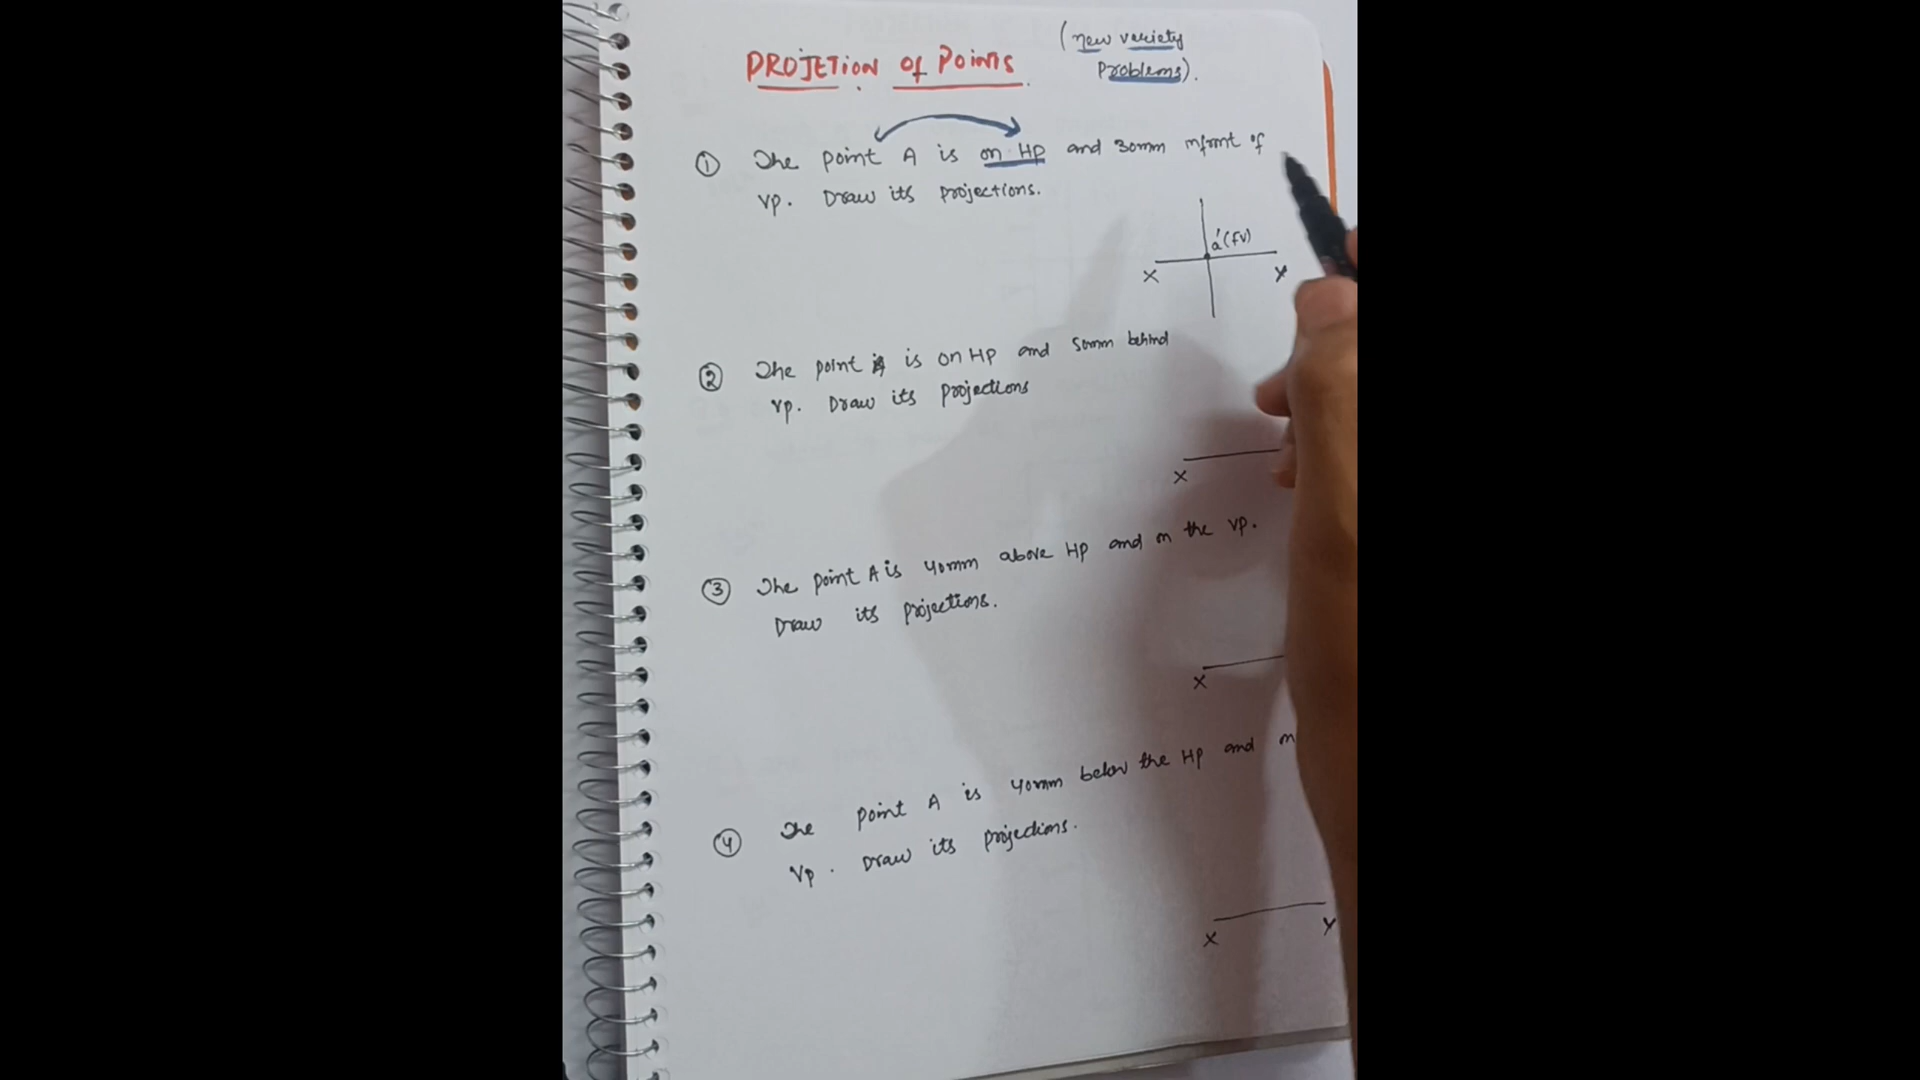 PROJETION of POINTS
(new variety
problems).
① The point A is on HP and 30mm infront of
VP. Draw its projections.
a'(fv)
X Y
② The point A is on HP and 50mm behind
VP. Draw its projections
X
③ The point A is 40mm above HP and on the VP.
Draw its projections.
X
④ The point A is 40mm below the HP and on
VP. Draw its projections.
X Y